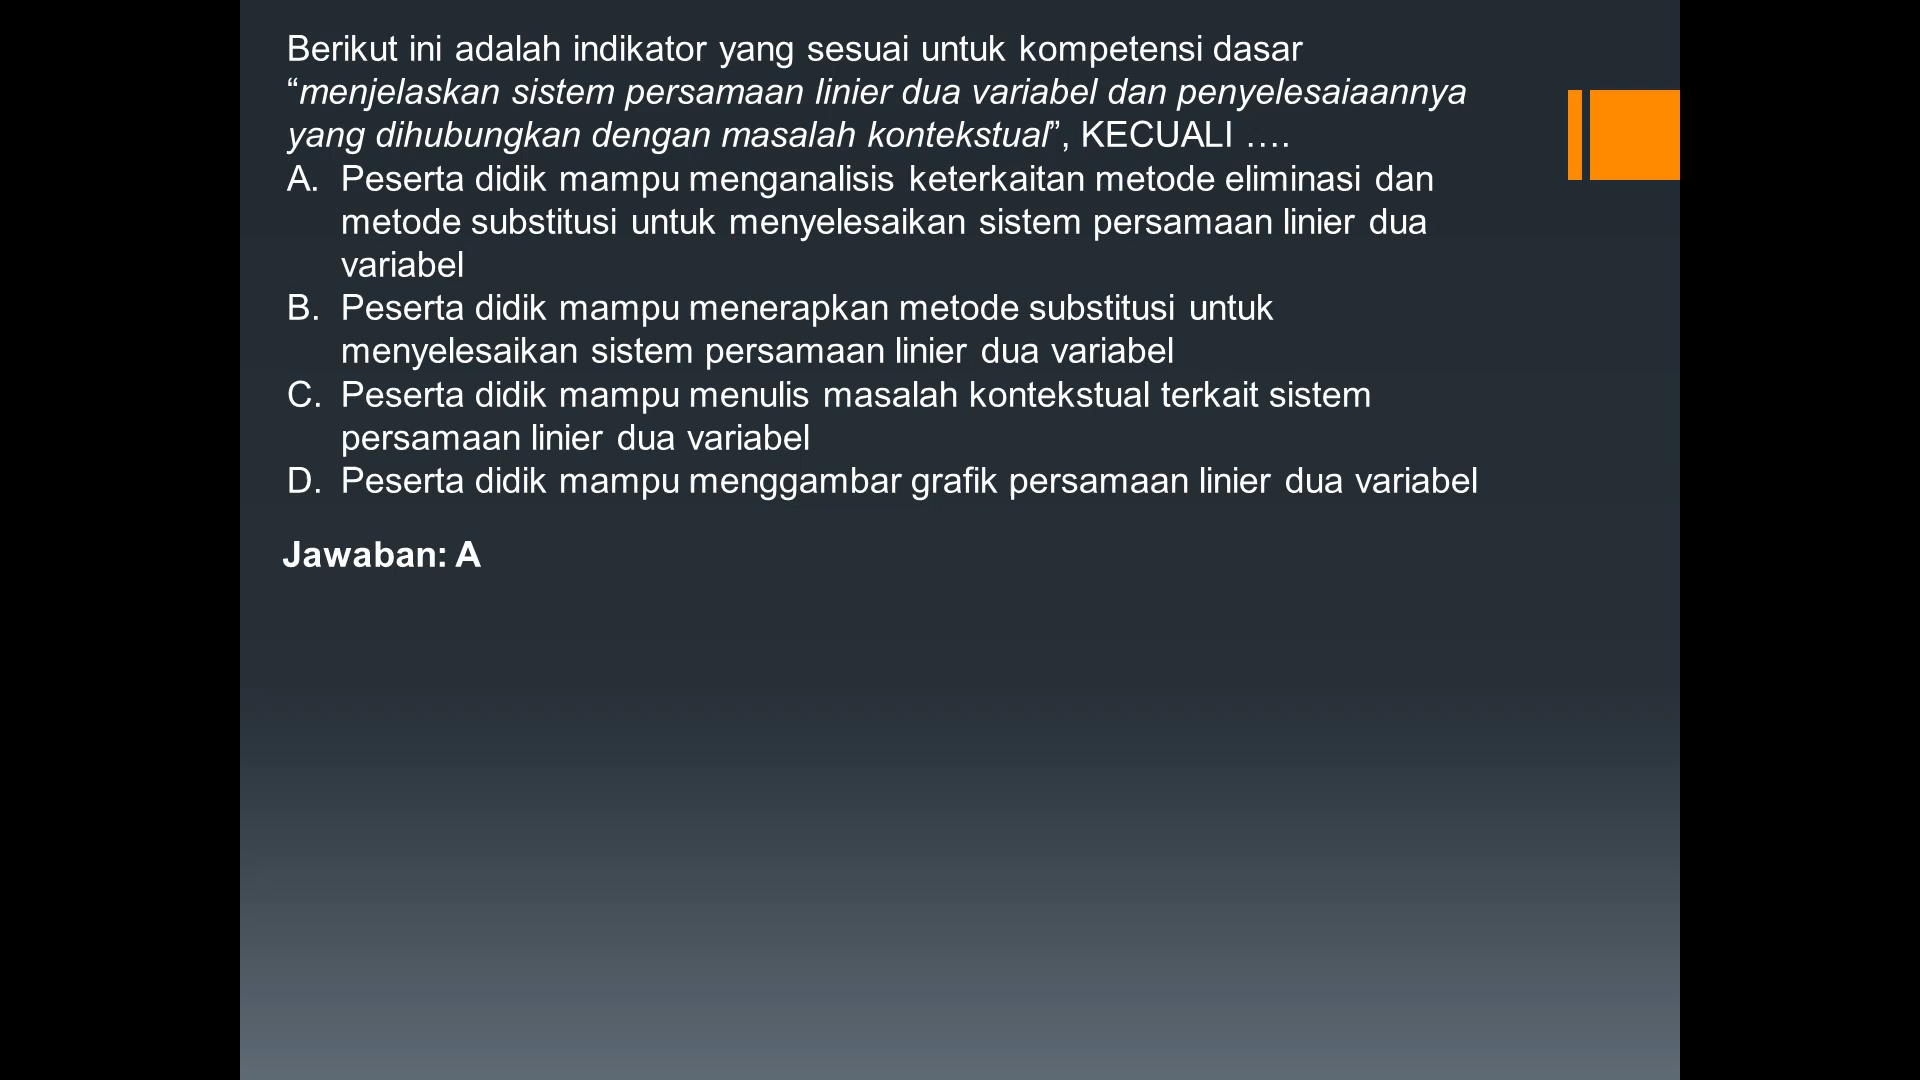 Berikut ini adalah indikator yang sesuai untuk kompetensi dasar
“menjelaskan sistem persamaan linier dua variabel dan penyelesaiaannya
yang dihubungkan dengan masalah kontekstual”, KECUALI ….
A. Peserta didik mampu menganalisis keterkaitan metode eliminasi dan
metode substitusi untuk menyelesaikan sistem persamaan linier dua
variabel
B. Peserta didik mampu menerapkan metode substitusi untuk
menyelesaikan sistem persamaan linier dua variabel
C. Peserta didik mampu menulis masalah kontekstual terkait sistem
persamaan linier dua variabel
D. Peserta didik mampu menggambar grafik persamaan linier dua variabel
Jawaban: A